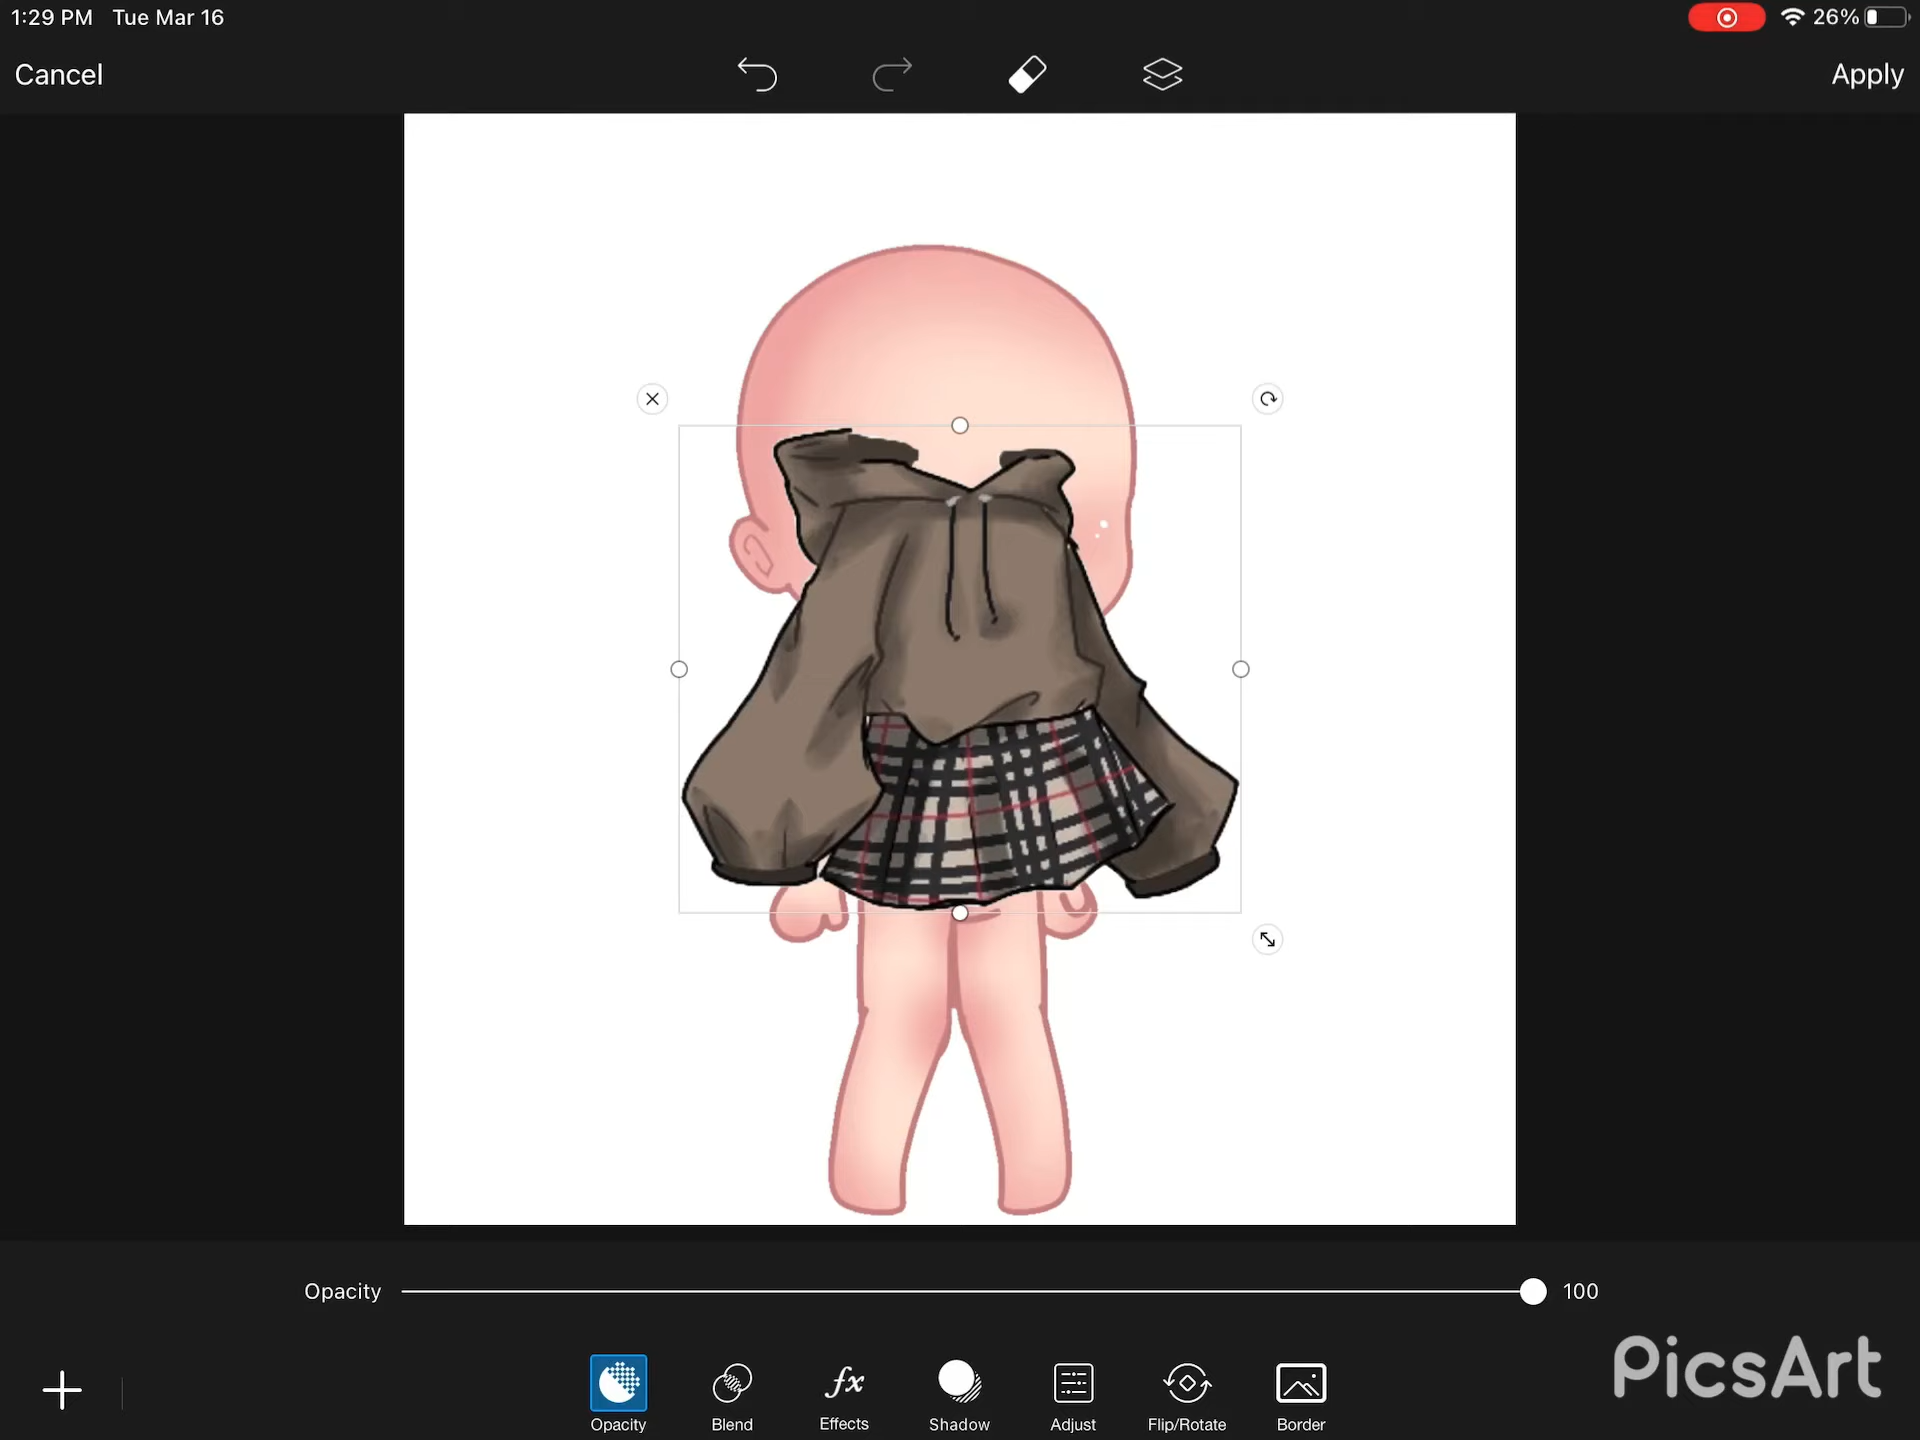 1:29 PM Tue Mar 16
26%
Cancel
Apply
Opacity
100
PicsArt
Opacity
Blend
fx
Effects
Shadow
Adjust
Flip/Rotate
Border